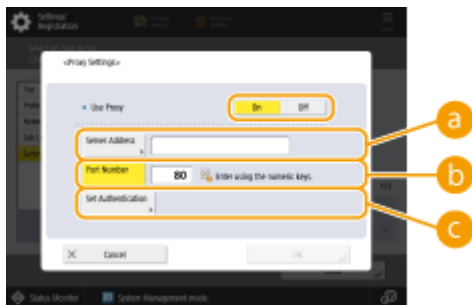 Settings/
Registration
<Proxy Settings>
Use Proxy
On
Off
Server Address
a
Port Number
80
Enter using the numeric keys.
b
Set Authentication
c
Cancel
OK
Status Monitor
System Management mode.